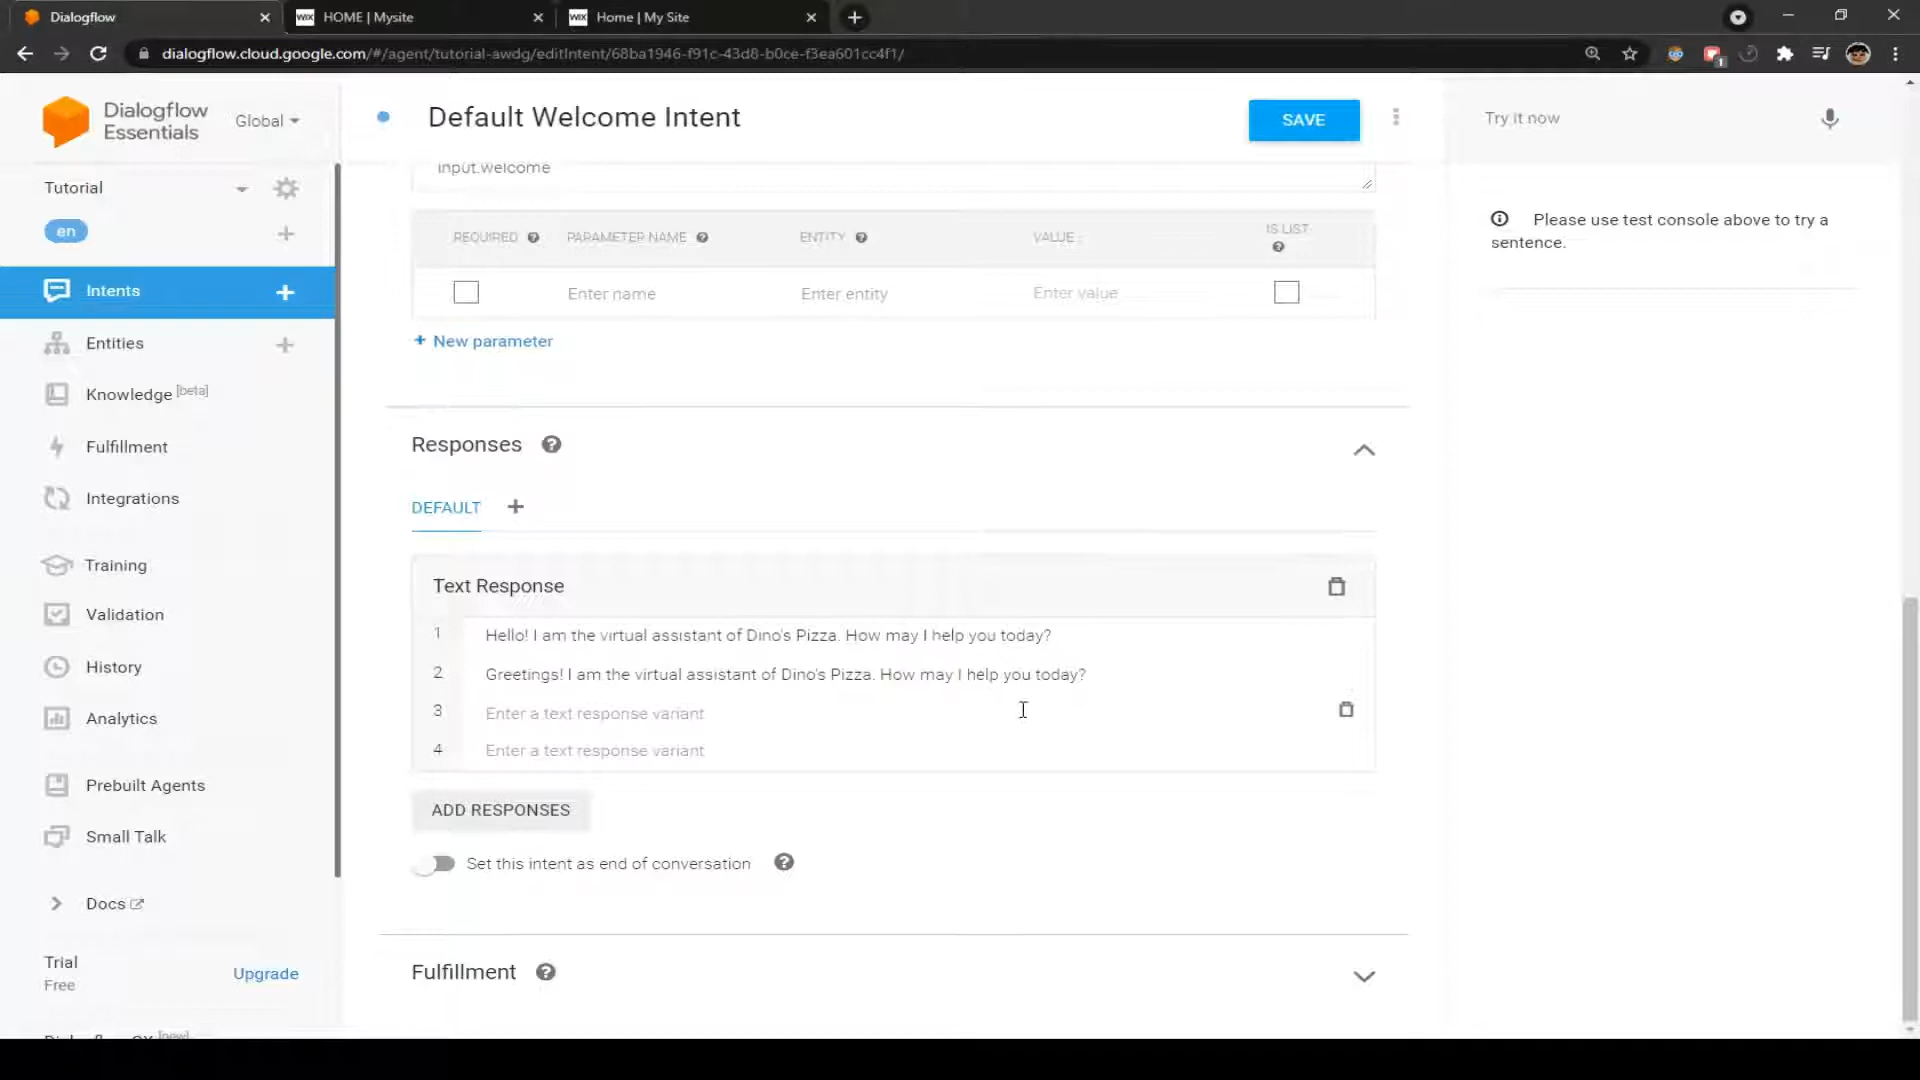 Dialogflow
HOME | Mysite
Home | My Site
dialogflow.cloud.google.com/#/agent/tutorial-awdg/editIntent/68ba1946-f91c-43d8-b0ce-f3ea601cc4f1/
1
Dialogflow
Essentials
Global
Default Welcome Intent
SAVE
Try it now
input.welcome
Tutorial
en
Please use test console above to try a
sentence.
REQUIRED PARAMETER NAME ENTITY VALUE IS LIST
Enter name Enter entity Enter value
+ New parameter
Intents
Entities
Knowledge [beta]
Fulfillment
Integrations
Training
Validation
History
Analytics
Prebuilt Agents
Small Talk
Docs
Trial
Free
Upgrade
Responses
DEFAULT
Text Response
1 Hello! I am the virtual assistant of Dino's Pizza. How may I help you today?
2 Greetings! I am the virtual assistant of Dino's Pizza. How may I help you today?
3 Enter a text response variant
4 Enter a text response variant
ADD RESPONSES
Set this intent as end of conversation
Fulfillment